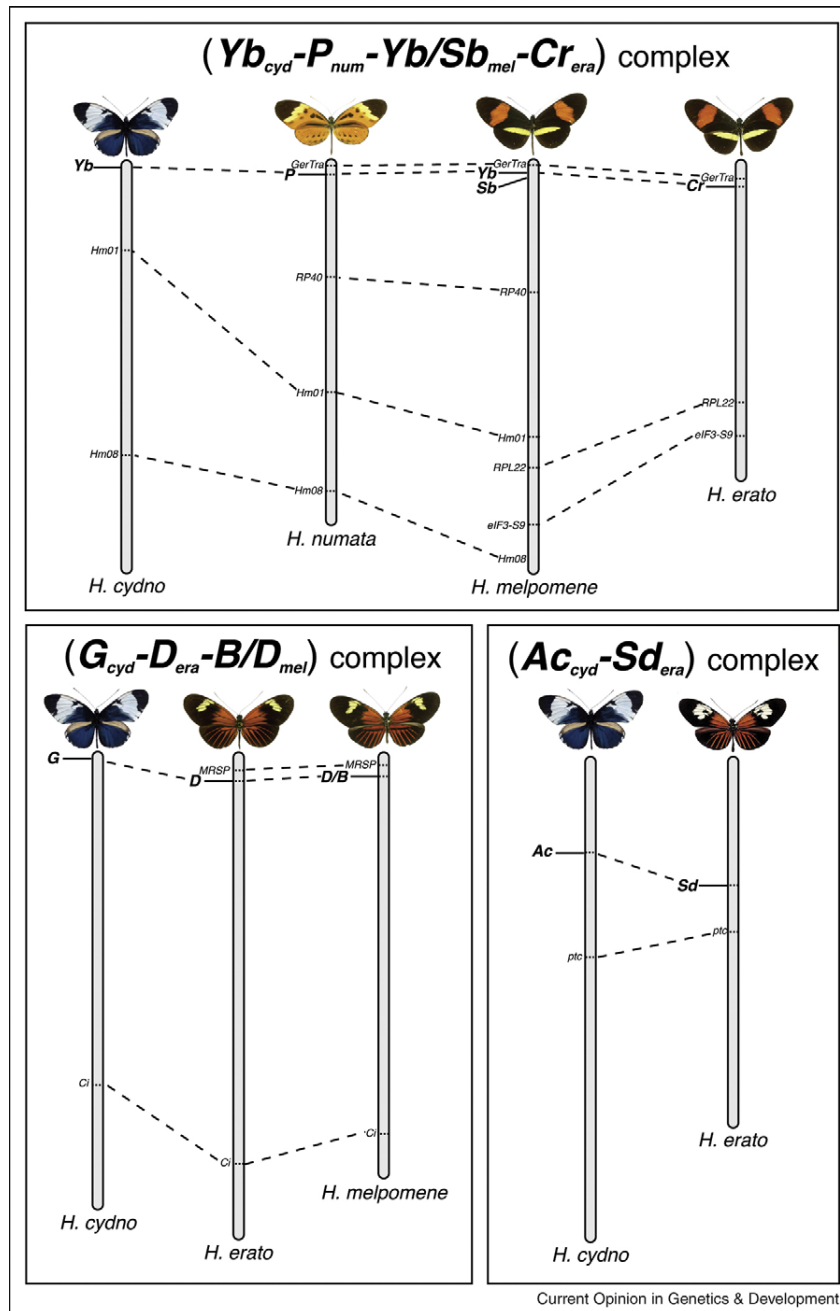 (Ybcyd-Pnum-Yb/Sbmel-Crera) complex
Yb
Hm01
Hm08
H. cydno
GerTra
P
RP40
Hm01
Hm08
H. numata
GerTra
Yb
Sb
RP40
Hm01
RPL22
eIF3-S9
Hm08
H. melpomene
GerTra
Cr
RPL22
eIF3-S9
H. erato
(Gcyd-Dera-B/Dmel) complex
G
Ci
H. cydno
MRSP
D
Ci
H. erato
MRSP
D/B
Ci
H. melpomene
(Accyd-Sdera) complex
Ac
ptc
H. cydno
Sd
ptc
H. erato
Current Opinion in Genetics & Development